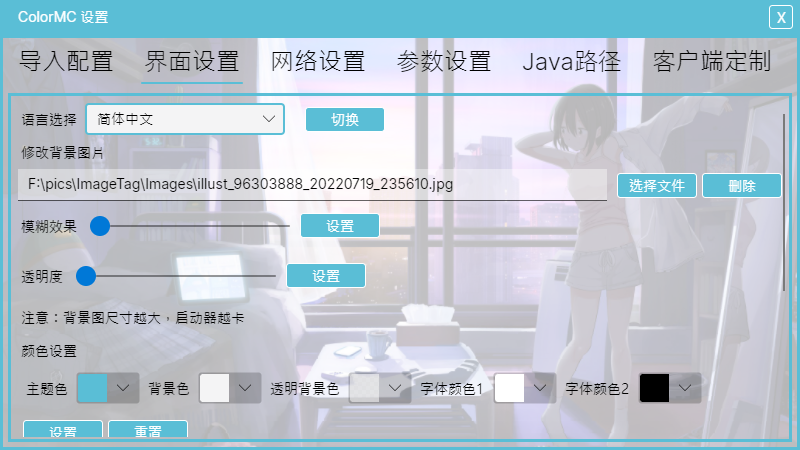 ColorMC 设置
X
导入配置 界面设置 网络设置 参数设置 Java路径 客户端定制
语言选择 简体中文 切换
修改背景图片
F:\pics\ImageTag\Images\illust_96303888_20220719_235610.jpg 选择文件 删除
模糊效果 设置
透明度 设置
注意：背景图尺寸越大，启动器越卡
颜色设置
主题色 背景色 透明背景色 字体颜色1 字体颜色2
设置 重置